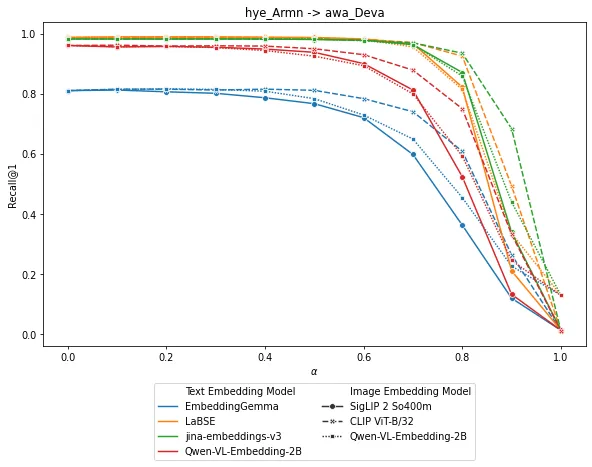 hye_Armn -> awa_Deva
1.0
0.8
0.6
0.4
0.2
0.0
Recall@1
0.0 0.2 0.4 0.6 0.8 1.0
α
Text Embedding Model Image Embedding Model
EmbeddingGemma SigLIP 2 So400m
LaBSE CLIP ViT-B/32
jina-embeddings-v3 Qwen-VL-Embedding-2B
Qwen-VL-Embedding-2B